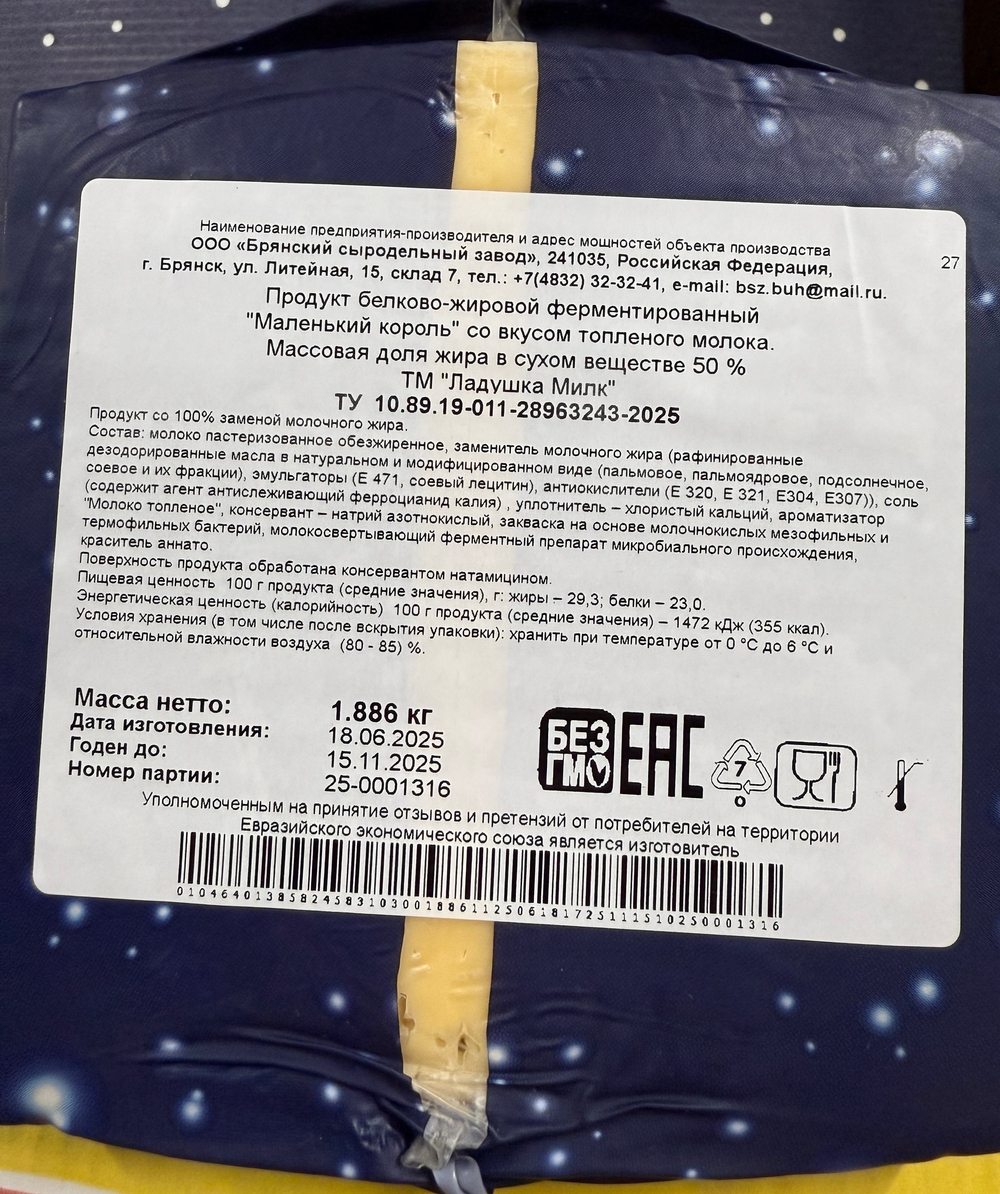 Наименование предприятия-производителя и адрес мощностей объекта производства
ООО «Брянский сыродельный завод», 241035, Российская Федерация,
27
г. Брянск, ул. Литейная, 15, склад 7, тел.: +7(4832) 32-32-41, e-mail: bsz.buh@mail.ru.
Продукт белково-жировой ферментированный
"Маленький король" со вкусом топленого молока.
Массовая доля жира в сухом веществе 50 %
ТМ "Ладушка Милк"
ТУ 10.89.19-011-28963243-2025
Продукт со 100% заменой молочного жира.
Состав: молоко пастеризованное обезжиренное, заменитель молочного жира (рафинированные
дезодорированные масла в натуральном и модифицированном виде (пальмовое, пальмоядровое, подсолнечное,
соевое и их фракции), эмульгаторы (Е 471, соевый лецитин), антиокислители (Е 320, Е 321, Е304, Е307)), соль
(содержит агент антислеживающий ферроцианид калия) , уплотнитель – хлористый кальций, ароматизатор
"Молоко топленое", консервант – натрий азотнокислый, закваска на основе молочнокислых мезофильных и
термофильных бактерий, молокосвертывающий ферментный препарат микробиального происхождения,
краситель аннато.
Поверхность продукта обработана консервантом натамицином.
Пищевая ценность 100 г продукта (средние значения), г: жиры – 29,3; белки – 23,0.
Энергетическая ценность (калорийность) 100 г продукта (средние значения) – 1472 кДж (355 ккал).
Условия хранения (в том числе после вскрытия упаковки): хранить при температуре от 0 °С до 6 °С и
относительной влажности воздуха (80 - 85) %.
Масса нетто: 1.886 кг
Дата изготовления: 18.06.2025
Годен до: 15.11.2025
Номер партии: 25-0001316
БЕЗ
ГМО
ЕАС
7
О
Уполномоченным на принятие отзывов и претензий от потребителей на территории
Евразийского экономического союза является изготовитель
01046401385824583103001886112506181725111510250001316